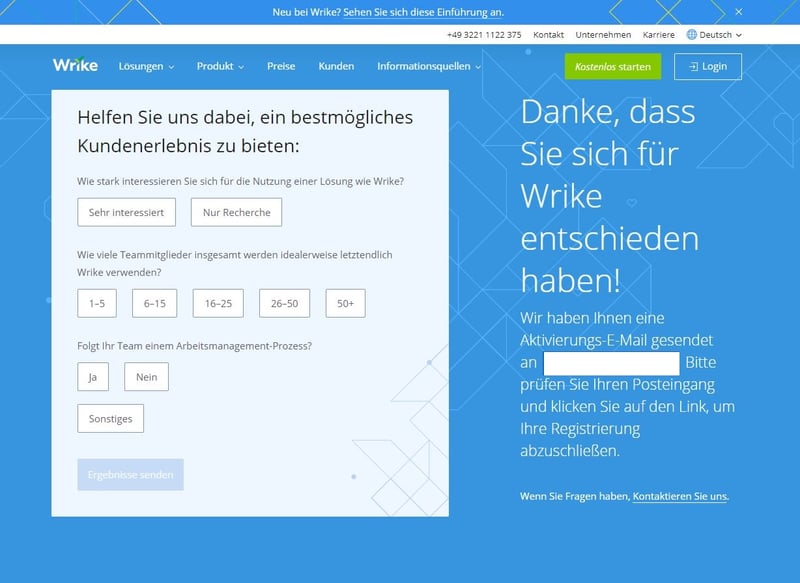 Neu bei Wrike? Sehen Sie sich diese Einführung an.
+49 3221 1122 375 Kontakt Unternehmen Karriere Deutsch
Wrike Lösungen Produkt Preise Kunden Informationsquellen Kostenlos starten Login
Helfen Sie uns dabei, ein bestmögliches
Kundenerlebnis zu bieten:
Wie stark interessieren Sie sich für die Nutzung einer Lösung wie Wrike?
Sehr interessiert Nur Recherche
Wie viele Teammitglieder insgesamt werden idealerweise letztendlich
Wrike verwenden?
1–5 6–15 16–25 26–50 50+
Folgt Ihr Team einem Arbeitsmanagement-Prozess?
Ja Nein
Sonstiges
Ergebnisse senden
Danke, dass
Sie sich für
Wrike
entschieden
haben!
Wir haben Ihnen eine
Aktivierungs-E-Mail gesendet
an Bitte
prüfen Sie Ihren Posteingang
und klicken Sie auf den Link, um
Ihre Registrierung
abzuschließen.
Wenn Sie Fragen haben, Kontaktieren Sie uns.